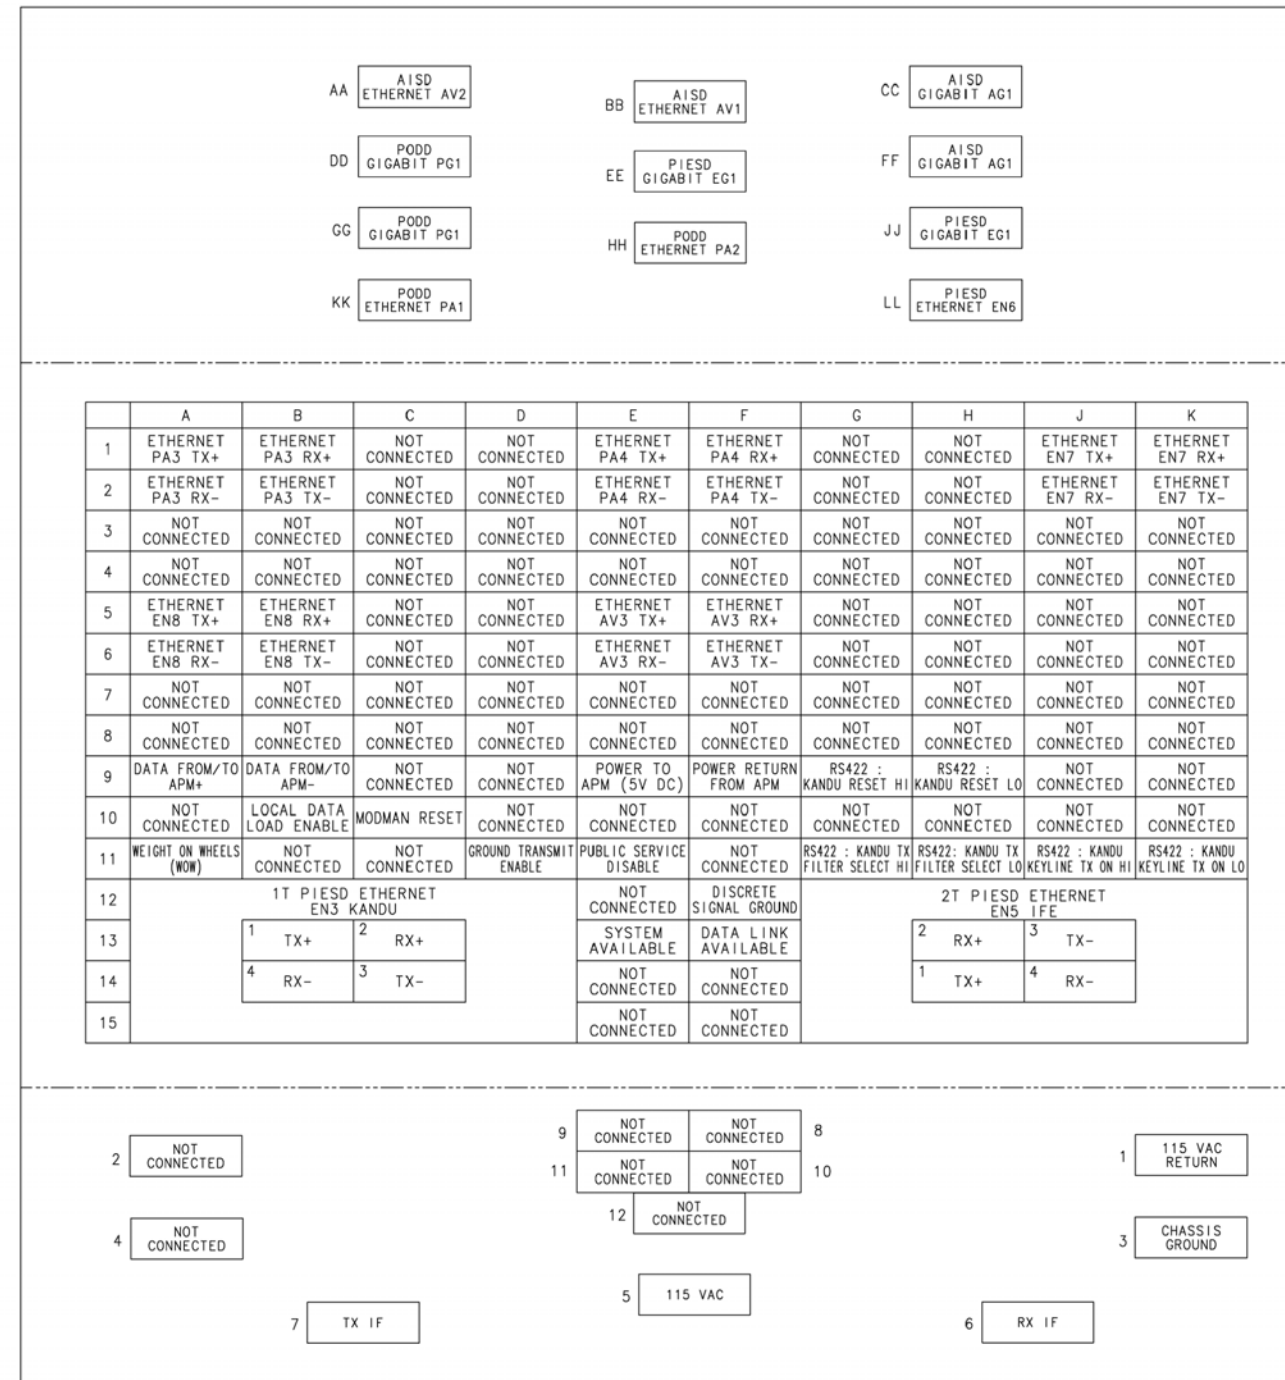 AA AISD
ETHERNET AV2
BB AISD
ETHERNET AV1
CC AISD
GIGABIT AG1
DD PODD
GIGABIT PG1
EE PIESD
GIGABIT EG1
FF AISD
GIGABIT AG1
GG PODD
GIGABIT PG1
HH PODD
ETHERNET PA2
JJ PIESD
GIGABIT EG1
KK PODD
ETHERNET PA1
LL PIESD
ETHERNET EN6
A B C D E F G H J K
1 ETHERNET ETHERNET NOT NOT ETHERNET ETHERNET NOT NOT ETHERNET ETHERNET
PA3 TX+ PA3 RX+ CONNECTED CONNECTED PA4 TX+ PA4 RX+ CONNECTED CONNECTED EN7 TX+ EN7 RX+
2 ETHERNET ETHERNET NOT NOT ETHERNET ETHERNET NOT NOT ETHERNET ETHERNET
PA3 RX- PA3 TX- CONNECTED CONNECTED PA4 RX- PA4 TX- CONNECTED CONNECTED EN7 RX- EN7 TX-
3 NOT NOT NOT NOT NOT NOT NOT NOT NOT NOT
CONNECTED CONNECTED CONNECTED CONNECTED CONNECTED CONNECTED CONNECTED CONNECTED CONNECTED CONNECTED
4 NOT NOT NOT NOT NOT NOT NOT NOT NOT NOT
CONNECTED CONNECTED CONNECTED CONNECTED CONNECTED CONNECTED CONNECTED CONNECTED CONNECTED CONNECTED
5 ETHERNET ETHERNET NOT NOT ETHERNET ETHERNET NOT NOT NOT NOT
EN8 TX+ EN8 RX+ CONNECTED CONNECTED AV3 TX+ AV3 RX+ CONNECTED CONNECTED CONNECTED CONNECTED
6 ETHERNET ETHERNET NOT NOT ETHERNET ETHERNET NOT NOT NOT NOT
EN8 RX- EN8 TX- CONNECTED CONNECTED AV3 RX- AV3 TX- CONNECTED CONNECTED CONNECTED CONNECTED
7 NOT NOT NOT NOT NOT NOT NOT NOT NOT NOT
CONNECTED CONNECTED CONNECTED CONNECTED CONNECTED CONNECTED CONNECTED CONNECTED CONNECTED CONNECTED
8 NOT NOT NOT NOT NOT NOT NOT NOT NOT NOT
CONNECTED CONNECTED CONNECTED CONNECTED CONNECTED CONNECTED CONNECTED CONNECTED CONNECTED CONNECTED
9 DATA FROM/TO DATA FROM/TO NOT NOT POWER TO POWER RETURN RS422 : RS422 : NOT NOT
APM+ APM- CONNECTED CONNECTED APM (5V DC) FROM APM KANDU RESET HI KANDU RESET LO CONNECTED CONNECTED
10 NOT LOCAL DATA MODMAN RESET NOT NOT NOT NOT NOT NOT NOT
CONNECTED LOAD ENABLE CONNECTED CONNECTED CONNECTED CONNECTED CONNECTED CONNECTED CONNECTED
11 WEIGHT ON WHEELS NOT NOT GROUND TRANSMIT PUBLIC SERVICE NOT RS422 : KANDU TX RS422: KANDU TX RS422 : KANDU RS422 : KANDU
(WOW) CONNECTED CONNECTED ENABLE DISABLE CONNECTED FILTER SELECT HI FILTER SELECT LO KEYLINE TX ON HI KEYLINE TX ON LO
12 1T PIESD ETHERNET NOT DISCRETE 2T PIESD ETHERNET
EN3 KANDU CONNECTED SIGNAL GROUND EN5 IFE
13 1 TX+ 2 RX+ SYSTEM DATA LINK 2 RX+ 3 TX-
AVAILABLE AVAILABLE
14 4 RX- 3 TX- NOT NOT 1 TX+ 4 RX-
CONNECTED CONNECTED
15 NOT NOT
CONNECTED CONNECTED
9 NOT NOT 8
CONNECTED CONNECTED
2 NOT
CONNECTED
1 115 VAC
RETURN
11 NOT NOT 10
CONNECTED CONNECTED
12 NOT
CONNECTED
4 NOT
CONNECTED
3 CHASSIS
GROUND
5 115 VAC
7 TX IF
6 RX IF